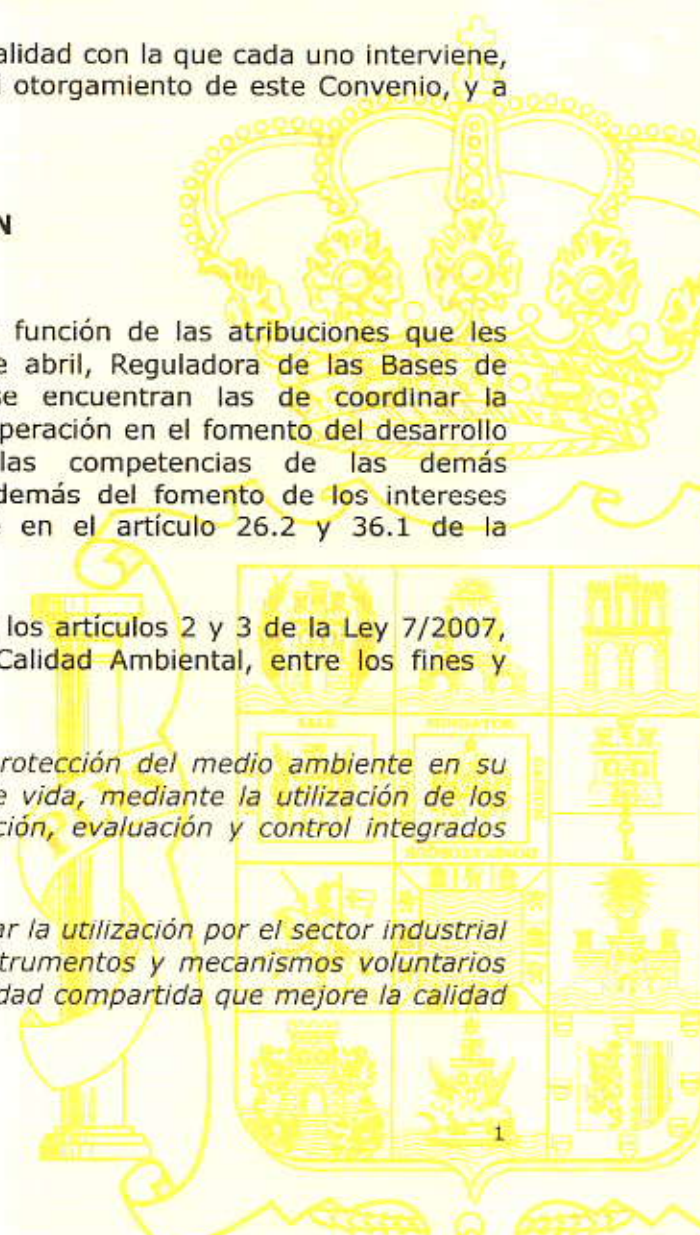 alidad con la que cada uno interviene,
l otorgamiento de este Convenio, y a
N
función de las atribuciones que les
e abril, Reguladora de las Bases de
se encuentran las de coordinar la
peración en el fomento del desarrollo
las competencias de las demás
demás del fomento de los intereses
e en el artículo 26.2 y 36.1 de la
los artículos 2 y 3 de la Ley 7/2007,
Calidad Ambiental, entre los fines y
rotección del medio ambiente en su
e vida, mediante la utilización de los
ción, evaluación y control integrados
ar la utilización por el sector industrial
strumentos y mecanismos voluntarios
dad compartida que mejore la calidad
1